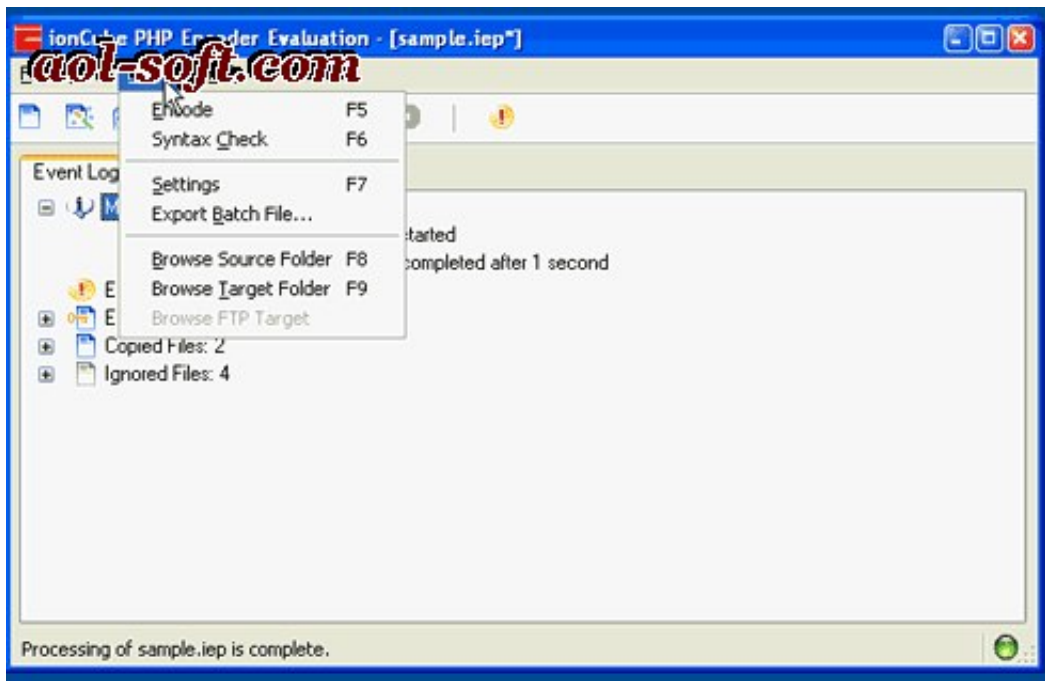 ionCube PHP Encoder Evaluation - [sample.iep*]
aol-soft.com
Encode F5
Syntax Check F6
Event Log
Settings F7
Export Batch File...
started
Browse Source Folder F8
completed after 1 second
Browse Target Folder F9
Browse FTP Target
Copied Files: 2
Ignored Files: 4
Processing of sample.iep is complete.